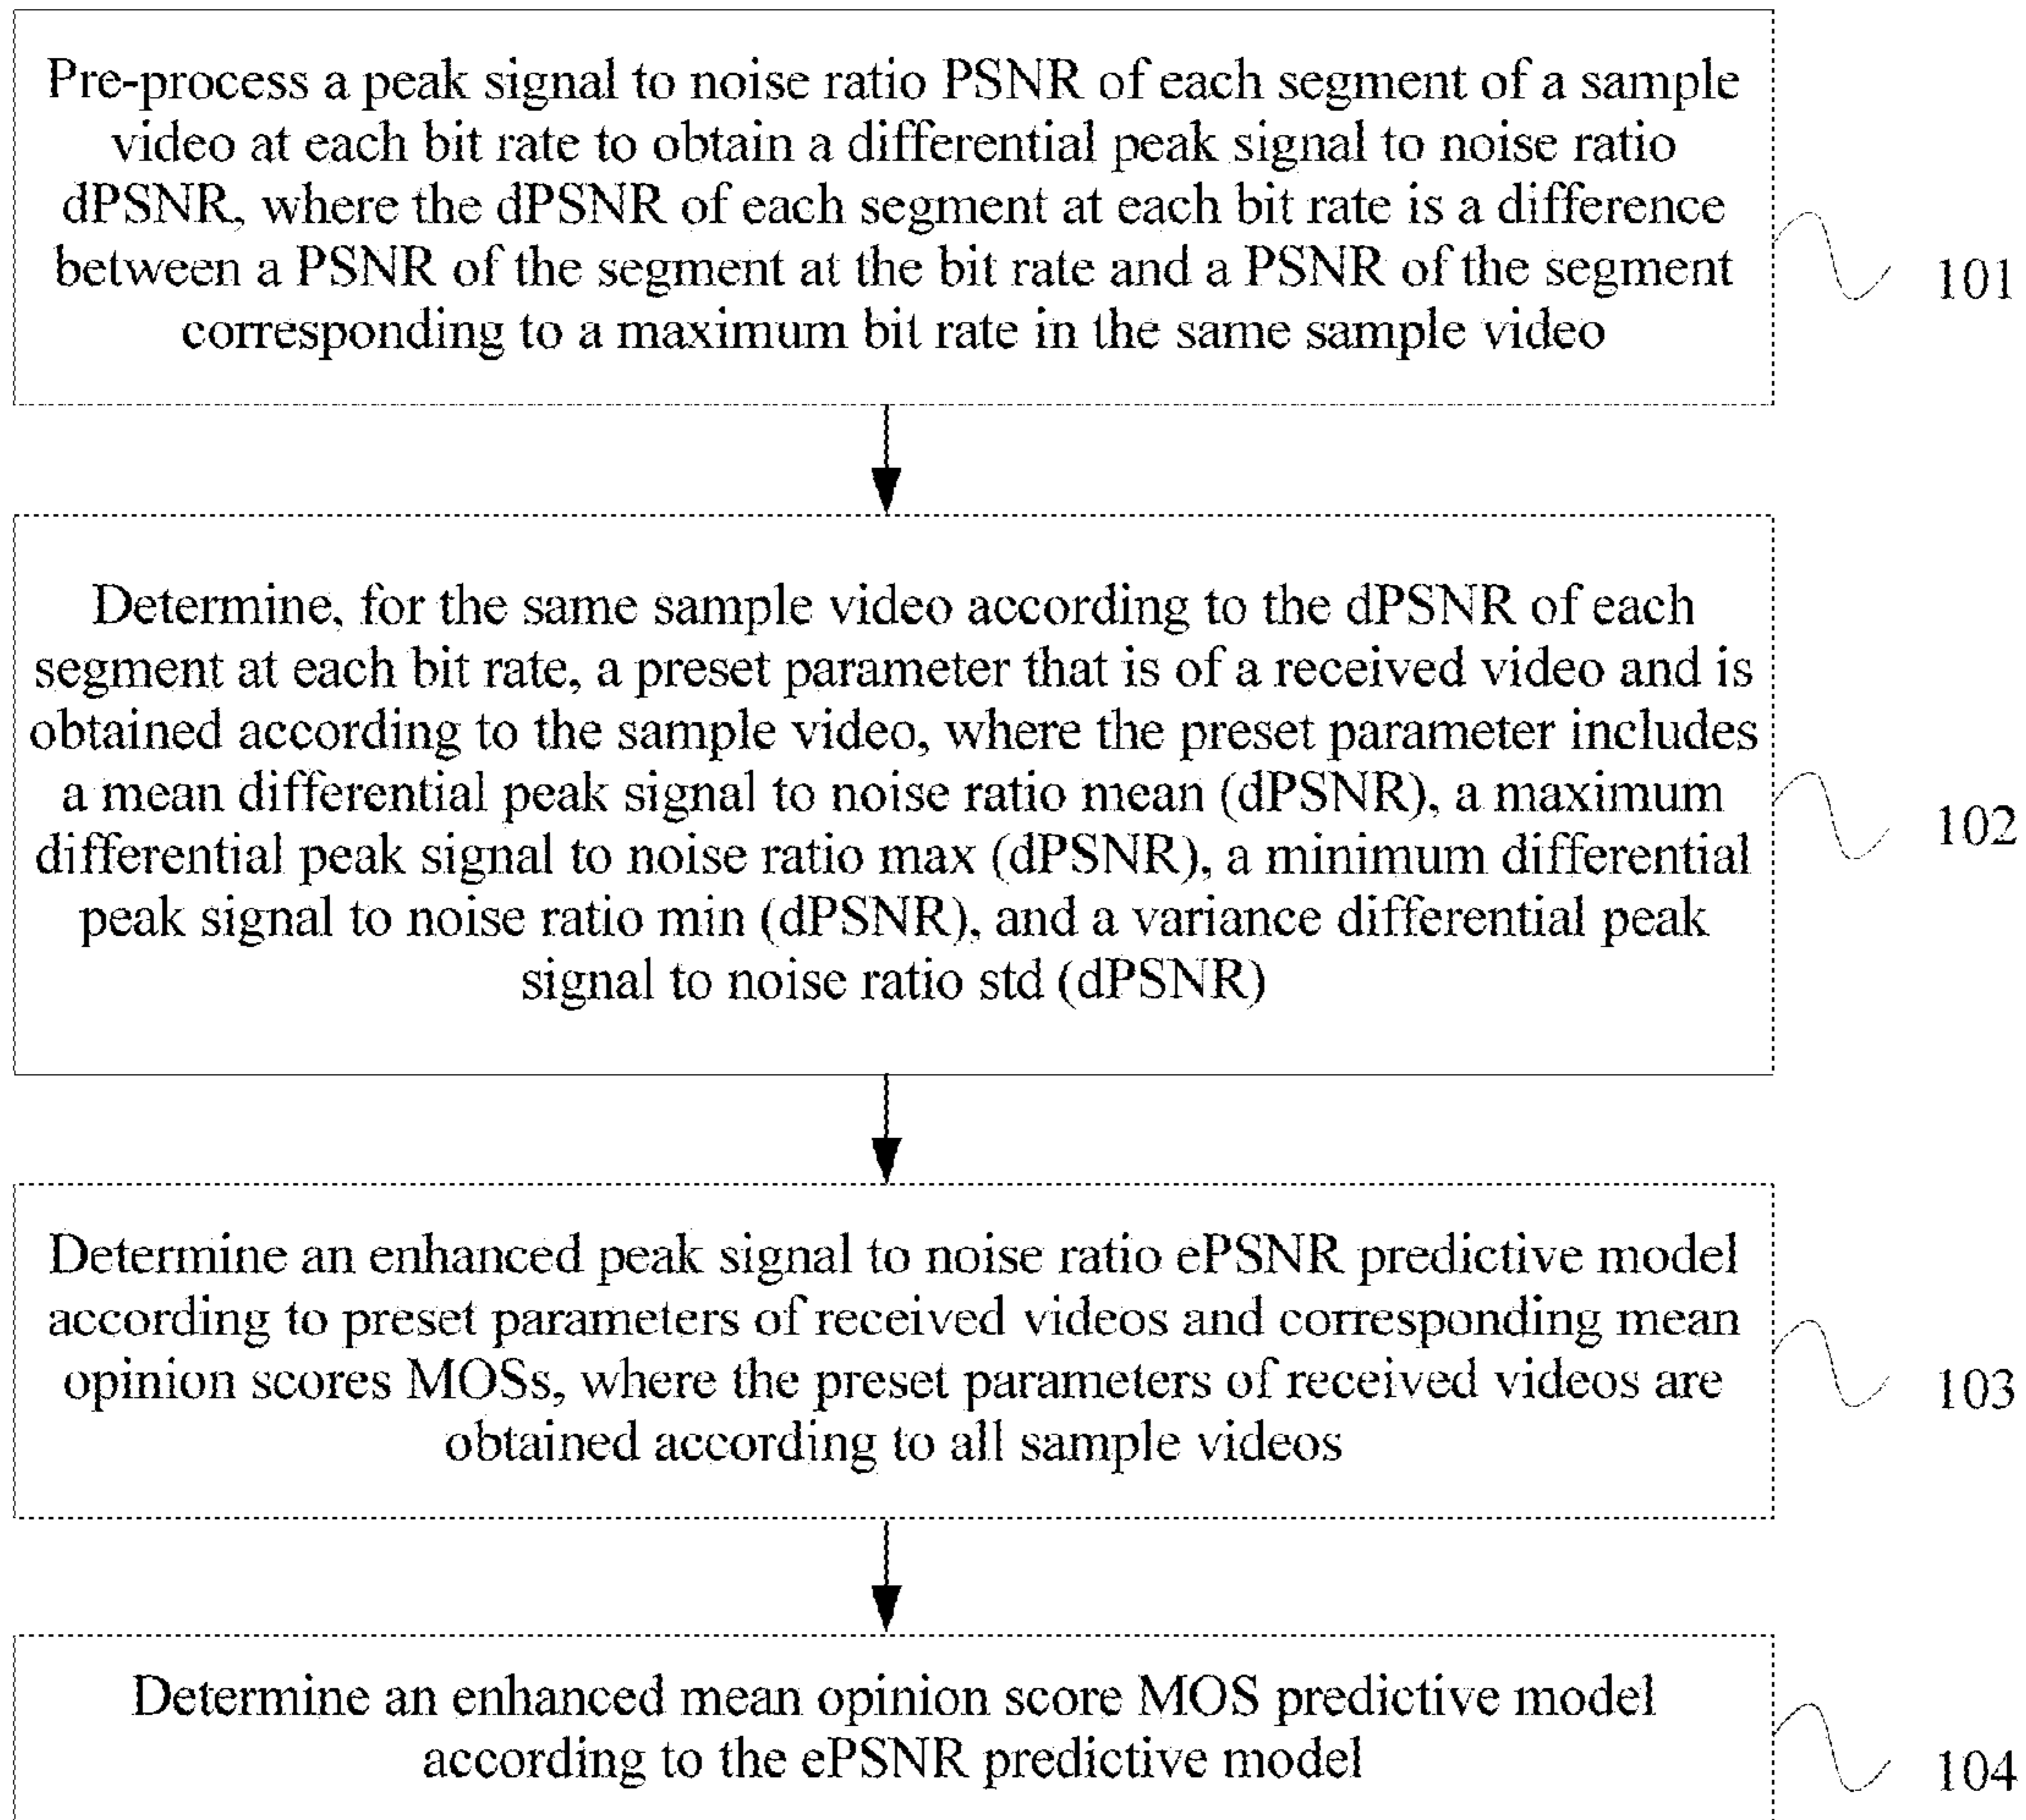 Pre-process a peak signal to noise ratio PSNR of each segment of a sample
video at each bit rate to obtain a differential peak signal to noise ratio
dPSNR, where the dPSNR of each segment at each bit rate is a difference
between a PSNR of the segment at the bit rate and a PSNR of the segment
corresponding to a maximum bit rate in the same sample video
101
Determine, for the same sample video according to the dPSNR of each
segment at each bit rate, a preset parameter that is of a received video and is
obtained according to the sample video, where the preset parameter includes
a mean differential peak signal to noise ratio mean (dPSNR), a maximum
differential peak signal to noise ratio max (dPSNR), a minimum differential
peak signal to noise ratio min (dPSNR), and a variance differential peak
signal to noise ratio std (dPSNR)
102
Determine an enhanced peak signal to noise ratio ePSNR predictive model
according to preset parameters of received videos and corresponding mean
opinion scores MOSs, where the preset parameters of received videos are
obtained according to all sample videos
103
Determine an enhanced mean opinion score MOS predictive model
according to the ePSNR predictive model
104